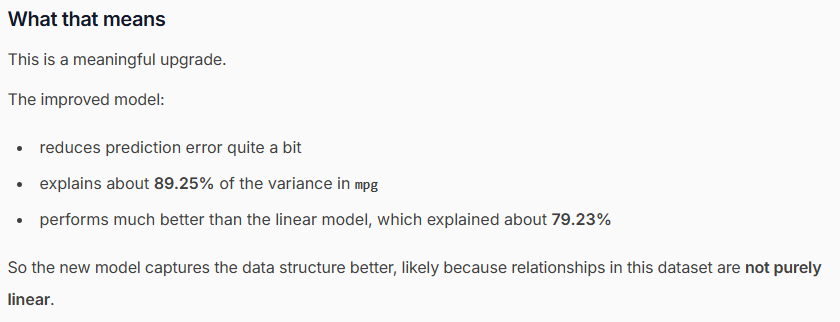 What that means
This is a meaningful upgrade.
The improved model:
• reduces prediction error quite a bit
• explains about 89.25% of the variance in mpg
• performs much better than the linear model, which explained about 79.23%
So the new model captures the data structure better, likely because relationships in this dataset are not purely
linear.